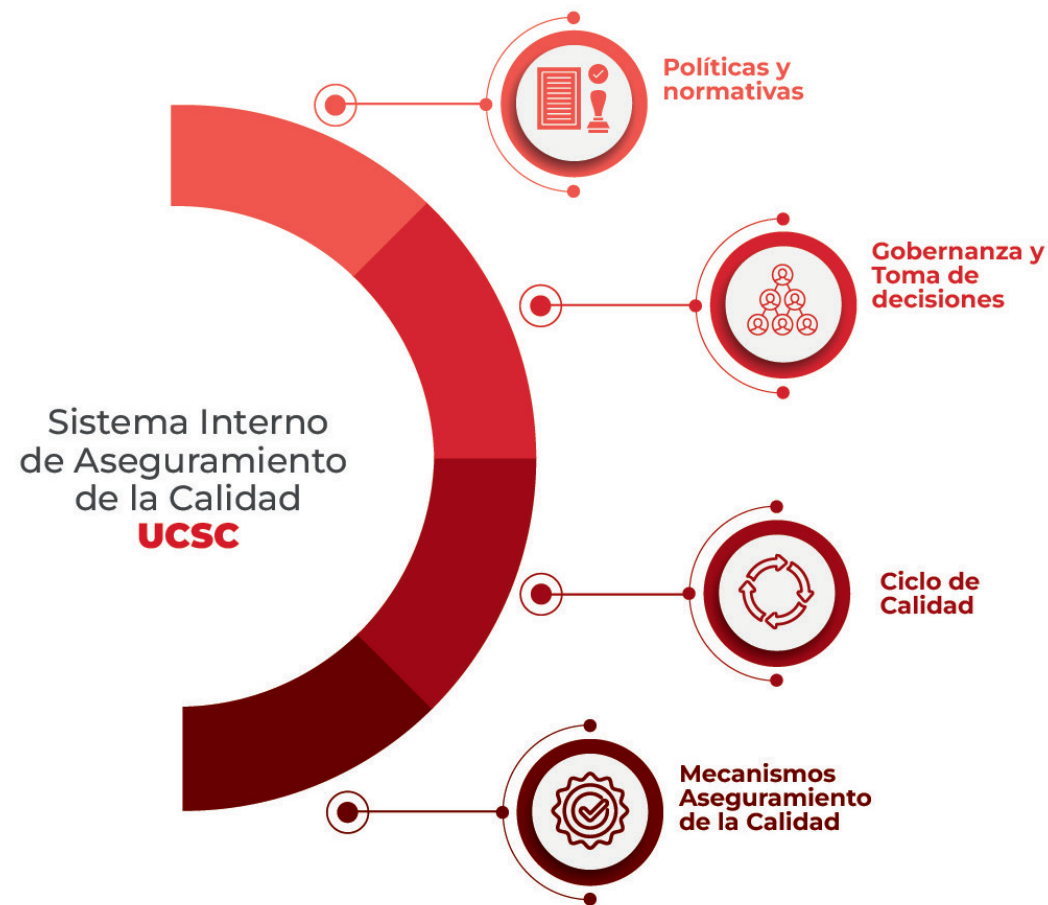 Políticas y
normativas
Gobernanza y
Toma de
decisiones
Sistema Interno
de Aseguramiento
de la Calidad
UCSC
Ciclo de
Calidad
Mecanismos
Aseguramiento
de la Calidad